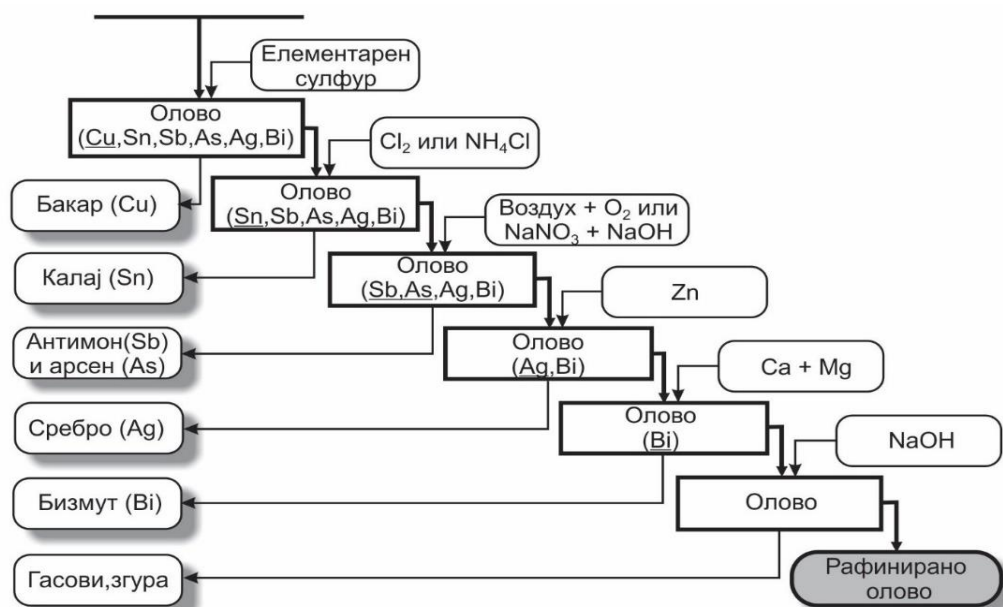 Елементарен
сулфур
Олово
(Cu,Sn,Sb,As,Ag,Bi)
Cl₂ или NH₄Cl
Бакар (Cu)
Олово
(Sn,Sb,As,Ag,Bi)
Воздух + O₂ или
NaNO₃ + NaOH
Калај (Sn)
Олово
(Sb,As,Ag,Bi)
Zn
Антимон(Sb)
и арсен (As)
Олово
(Ag,Bi)
Ca + Mg
Сребро (Ag)
Олово
(Bi)
NaOH
Бизмут (Bi)
Олово
Гасови,згура
Рафинирано
олово